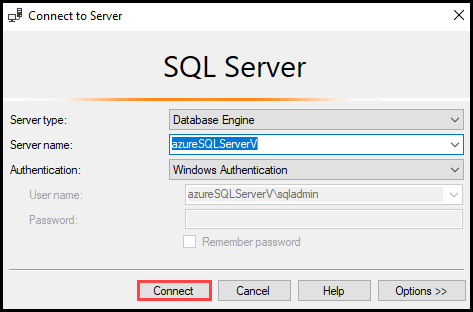 Connect to Server
SQL Server
Server type: Database Engine
Server name: azureSQLServerV
Authentication: Windows Authentication
User name: azureSQLServerV\sqladmin
Password:
Remember password
Connect Cancel Help Options >>